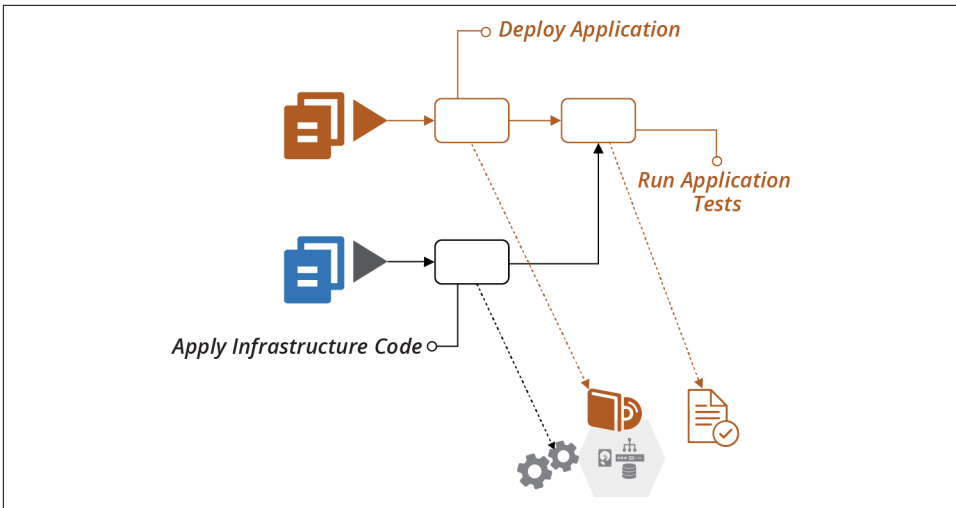 Deploy Application
Run Application
Tests
Apply Infrastructure Code